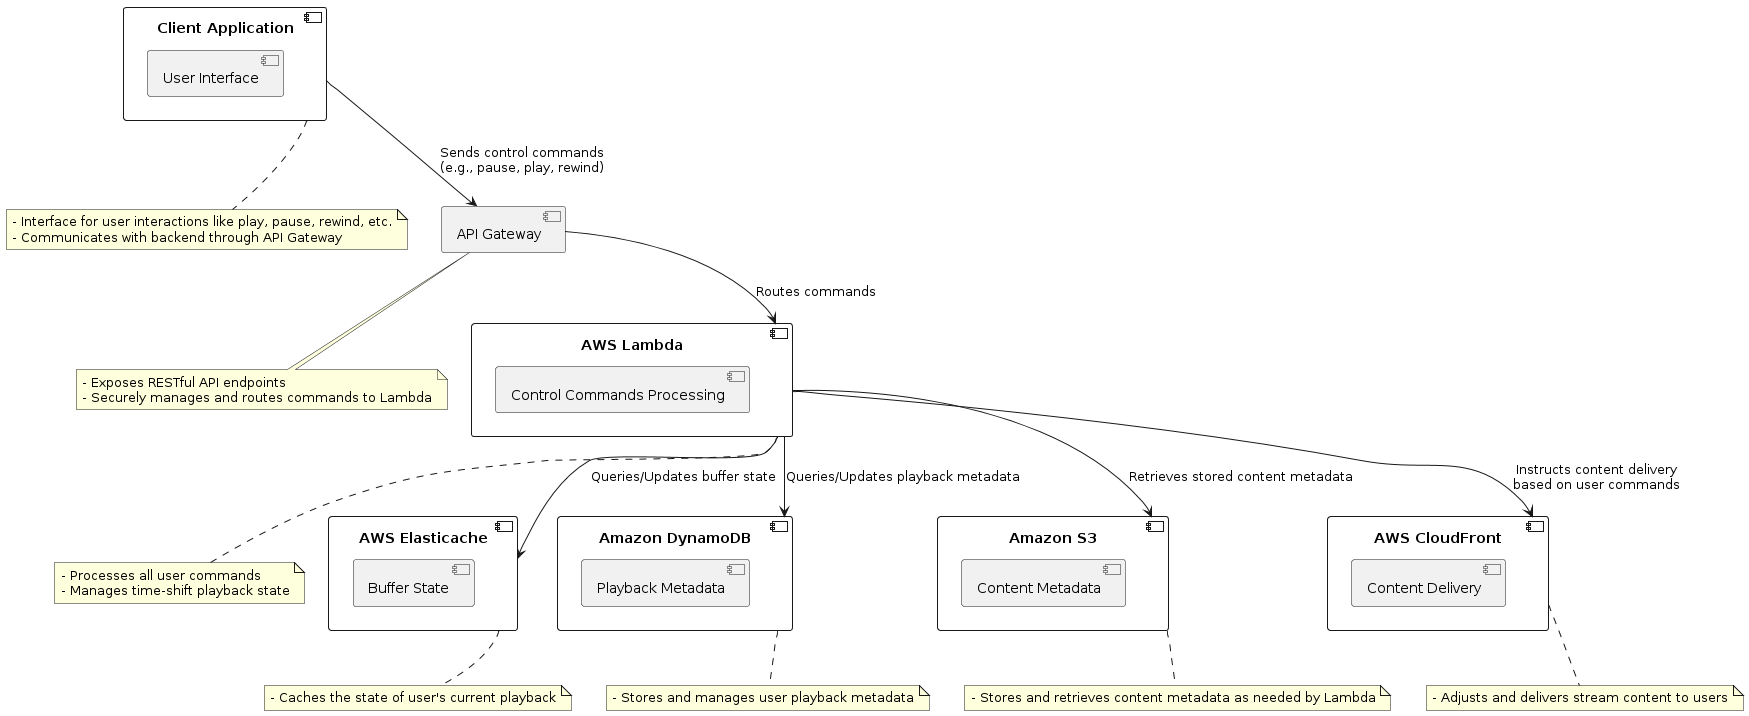 Client Application
User Interface
Sends control commands
(e.g., pause, play, rewind)
- Interface for user interactions like play, pause, rewind, etc.
- Communicates with backend through API Gateway
API Gateway
Routes commands
AWS Lambda
Control Commands Processing
- Exposes RESTful API endpoints
- Securely manages and routes commands to Lambda
Queries/Updates buffer state
Queries/Updates playback metadata
Retrieves stored content metadata
Instructs content delivery
based on user commands
- Processes all user commands
- Manages time-shift playback state
AWS Elasticache
Buffer State
Amazon DynamoDB
Playback Metadata
Amazon S3
Content Metadata
AWS CloudFront
Content Delivery
- Caches the state of user's current playback
- Stores and manages user playback metadata
- Stores and retrieves content metadata as needed by Lambda
- Adjusts and delivers stream content to users